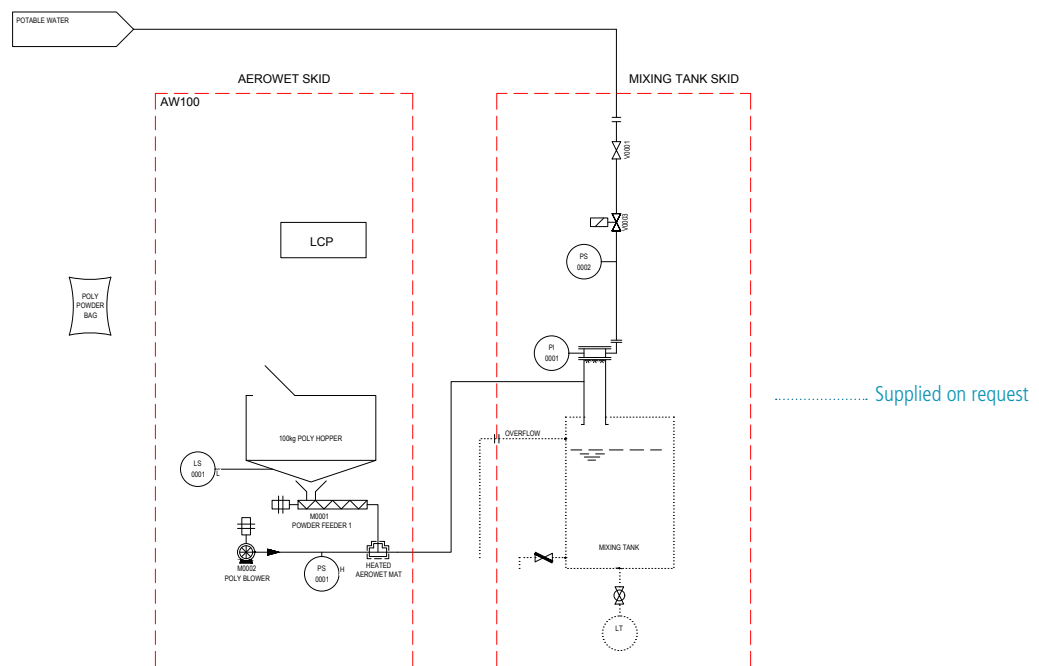 POTABLE WATER
AEROWET SKID
MIXING TANK SKID
AW100
V0001
V0003
LCP
PS
0002
POLY
POWDER
BAG
PI
0001
Supplied on request
100kg POLY HOPPER
OVERFLOW
LS
0001
L
M0001
POWDER FEEDER 1
MIXING TANK
M0002
POLY BLOWER
PS
0001
H
HEATED
AEROWET MAT
LT